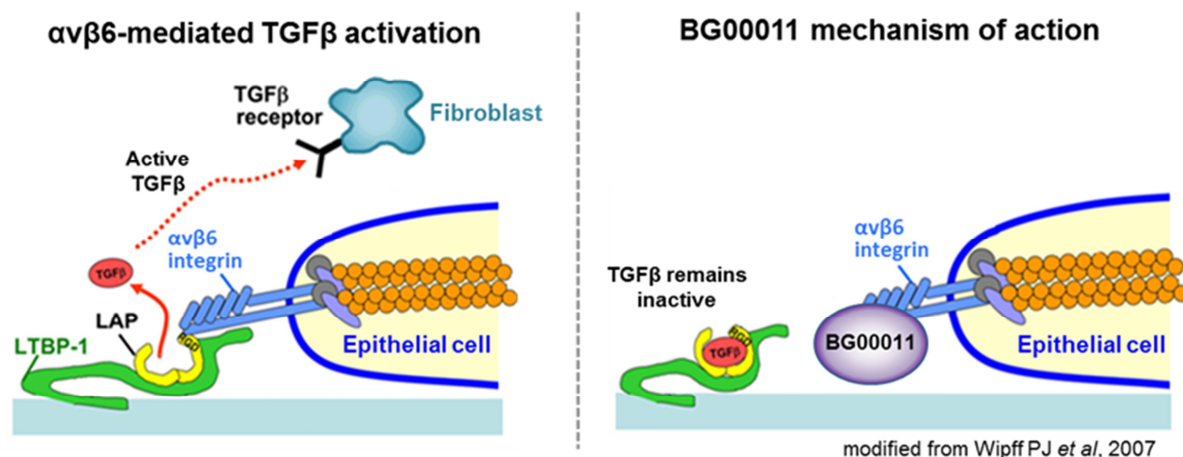 αvβ6-mediated TGFβ activation
TGFβ
receptor
Fibroblast
Active
TGFβ
αvβ6
integrin
TGFβ
LAP
RGD
LTBP-1
Epithelial cell
BG00011 mechanism of action
αvβ6
integrin
TGFβ remains
inactive
RGD
TGFβ
BG00011
Epithelial cell
modified from Wipff PJ et al, 2007